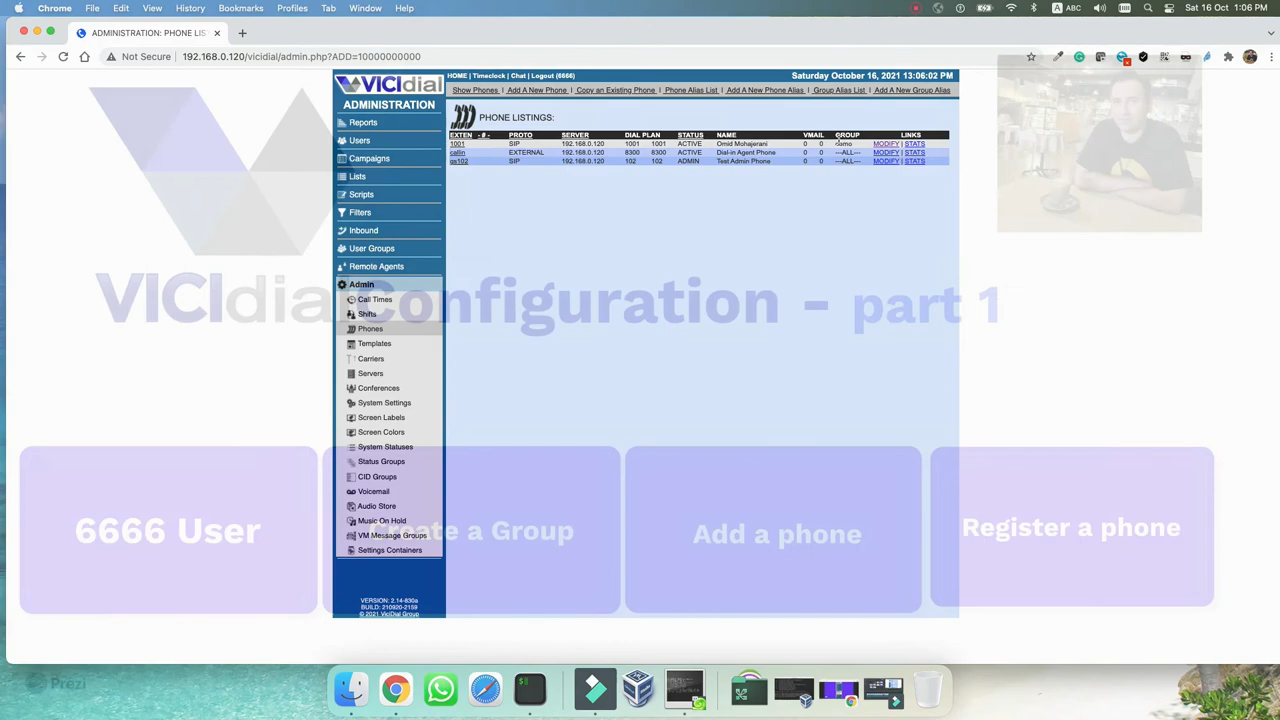 Chrome File Edit View History Bookmarks Profiles Tab Window Help
ABC Sat Oct 16 1:06 PM
ADMINISTRATION: PHONE LIS
Not Secure 192.168.0.120/vicidial/admin.php?ADD=10000000000
VICIdial HOME | Timeclock | Chat | Logout (6666) Saturday October 16, 2021 13:06:02 PM
Show Phones | Add A New Phone | Copy an Existing Phone | Phone Alias List | Add A New Phone Alias | Group Alias List | Add A New Group Alias
ADMINISTRATION
PHONE LISTINGS:
EXTEN -#- PROTO SERVER DIAL PLAN STATUS NAME VMAIL GROUP LINKS
1001 SIP 192.168.0.120 1001 1001 ACTIVE Omid Mohajerani 0 0 demo MODIFY | STATS
callin EXTERNAL 192.168.0.120 8300 8300 ACTIVE Dial-in Agent Phone 0 0 ---ALL--- MODIFY | STATS
gs102 SIP 192.168.0.120 102 102 ADMIN Test Admin Phone 0 0 ---ALL--- MODIFY | STATS
Reports
Users
Campaigns
Lists
Scripts
Filters
Inbound
User Groups
Remote Agents
Admin
Call Times
Shifts
Phones
Templates
Carriers
Servers
Conferences
System Settings
Screen Labels
Screen Colors
System Statuses
Status Groups
CID Groups
Voicemail
Audio Store
Music On Hold
VM Message Groups
Settings Containers
VERSION: 2.14-830a
BUILD: 210920-2159
© 2021 ViciDial Group
VICIdial Configuration - part 1
6666 User
Create a Group
Add a phone
Register a phone
Prezi